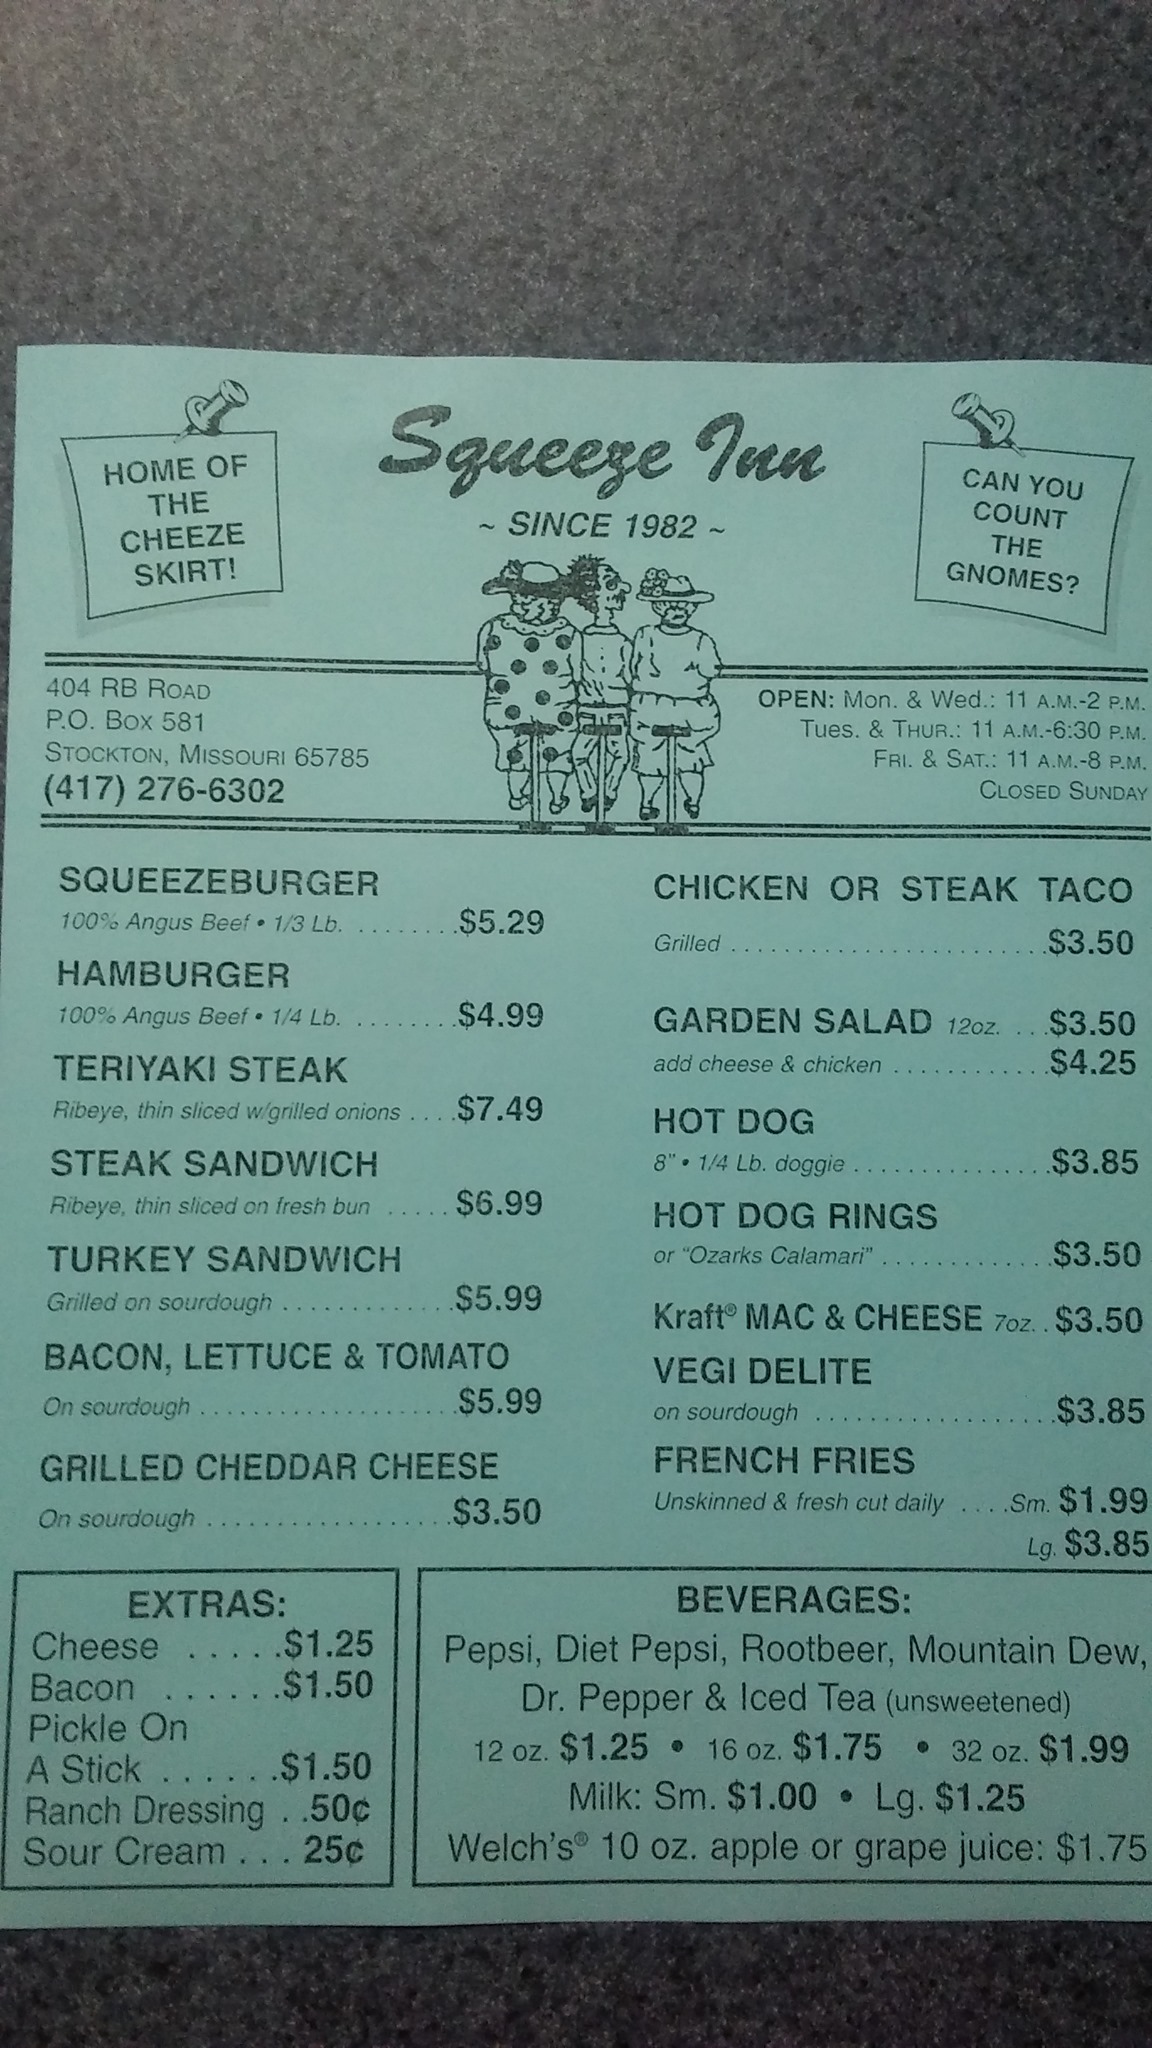 HOME OF
THE
CHEEZE
SKIRT!
Squeeze Inn
~ SINCE 1982 ~
CAN YOU
COUNT
THE
GNOMES?
404 RB ROAD
P.O. BOX 581
STOCKTON, MISSOURI 65785
(417) 276-6302
OPEN: Mon. & Wed.: 11 A.M.-2 P.M.
TUES. & THUR.: 11 A.M.-6:30 P.M.
FRI. & SAT.: 11 A.M.-8 P.M.
CLOSED SUNDAY
SQUEEZEBURGER
100% Angus Beef • 1/3 Lb. ........$5.29
HAMBURGER
100% Angus Beef • 1/4 Lb. ........$4.99
TERIYAKI STEAK
Ribeye, thin sliced w/grilled onions ....$7.49
STEAK SANDWICH
Ribeye, thin sliced on fresh bun .....$6.99
TURKEY SANDWICH
Grilled on sourdough .............$5.99
BACON, LETTUCE & TOMATO
On sourdough ...................$5.99
GRILLED CHEDDAR CHEESE
On sourdough ..................$3.50
CHICKEN OR STEAK TACO
Grilled .......................$3.50
GARDEN SALAD 12oz. ...$3.50
add cheese & chicken ............$4.25
HOT DOG
8" • 1/4 Lb. doggie ...............$3.85
HOT DOG RINGS
or "Ozarks Calamari" .............$3.50
Kraft® MAC & CHEESE 7oz. .$3.50
VEGI DELITE
on sourdough ..................$3.85
FRENCH FRIES
Unskinned & fresh cut daily ....Sm. $1.99
Lg. $3.85
EXTRAS:
Cheese .....$1.25
Bacon ......$1.50
Pickle On
A Stick ......$1.50
Ranch Dressing ..50¢
Sour Cream ... 25¢
BEVERAGES:
Pepsi, Diet Pepsi, Rootbeer, Mountain Dew,
Dr. Pepper & Iced Tea (unsweetened)
12 oz. $1.25 • 16 oz. $1.75 • 32 oz. $1.99
Milk: Sm. $1.00 • Lg. $1.25
Welch's® 10 oz. apple or grape juice: $1.75